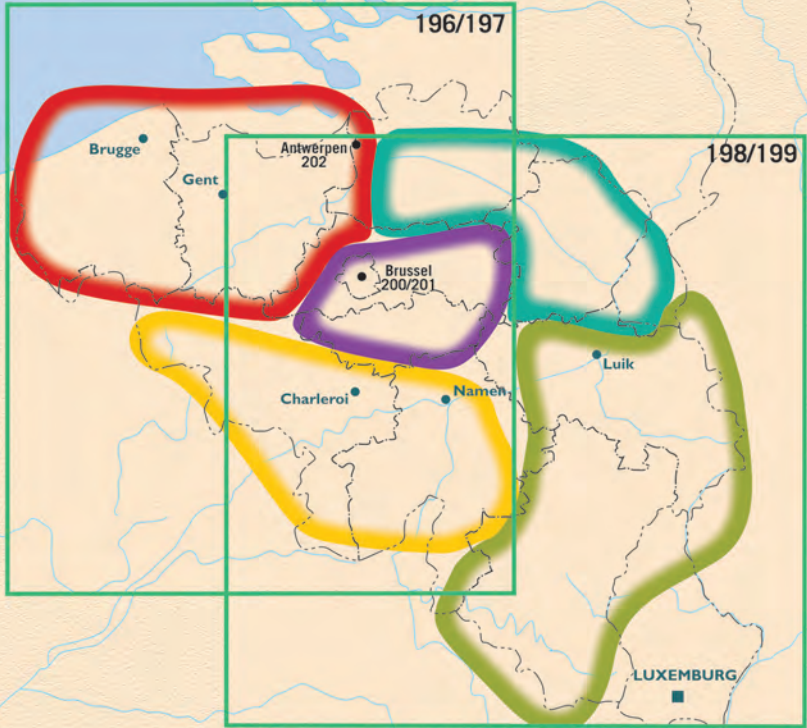 196/197
198/199
Brugge
Antwerpen
202
Gent
Brussel
200/201
Luik
Charleroi
Namen
LUXEMBURG